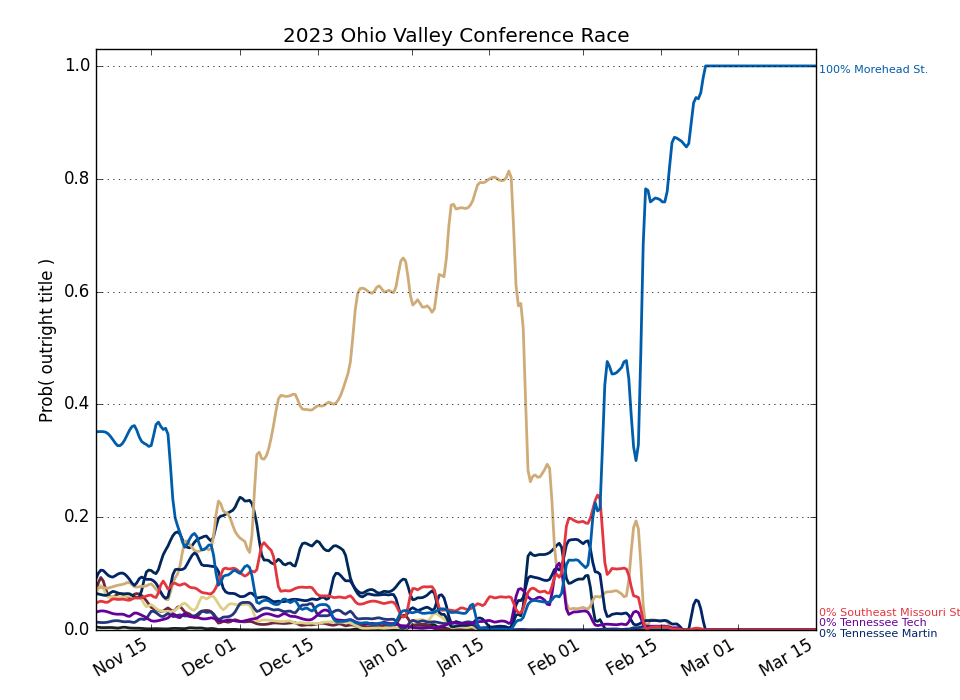 2023 Ohio Valley Conference Race
1.0
0.8
0.6
0.4
0.2
0.0
Prob( outright title )
100% Morehead St.
0% Southeast Missouri St
0% Tennessee Tech
0% Tennessee Martin
Nov 15
Dec 01
Dec 15
Jan 01
Jan 15
Feb 01
Feb 15
Mar 01
Mar 15